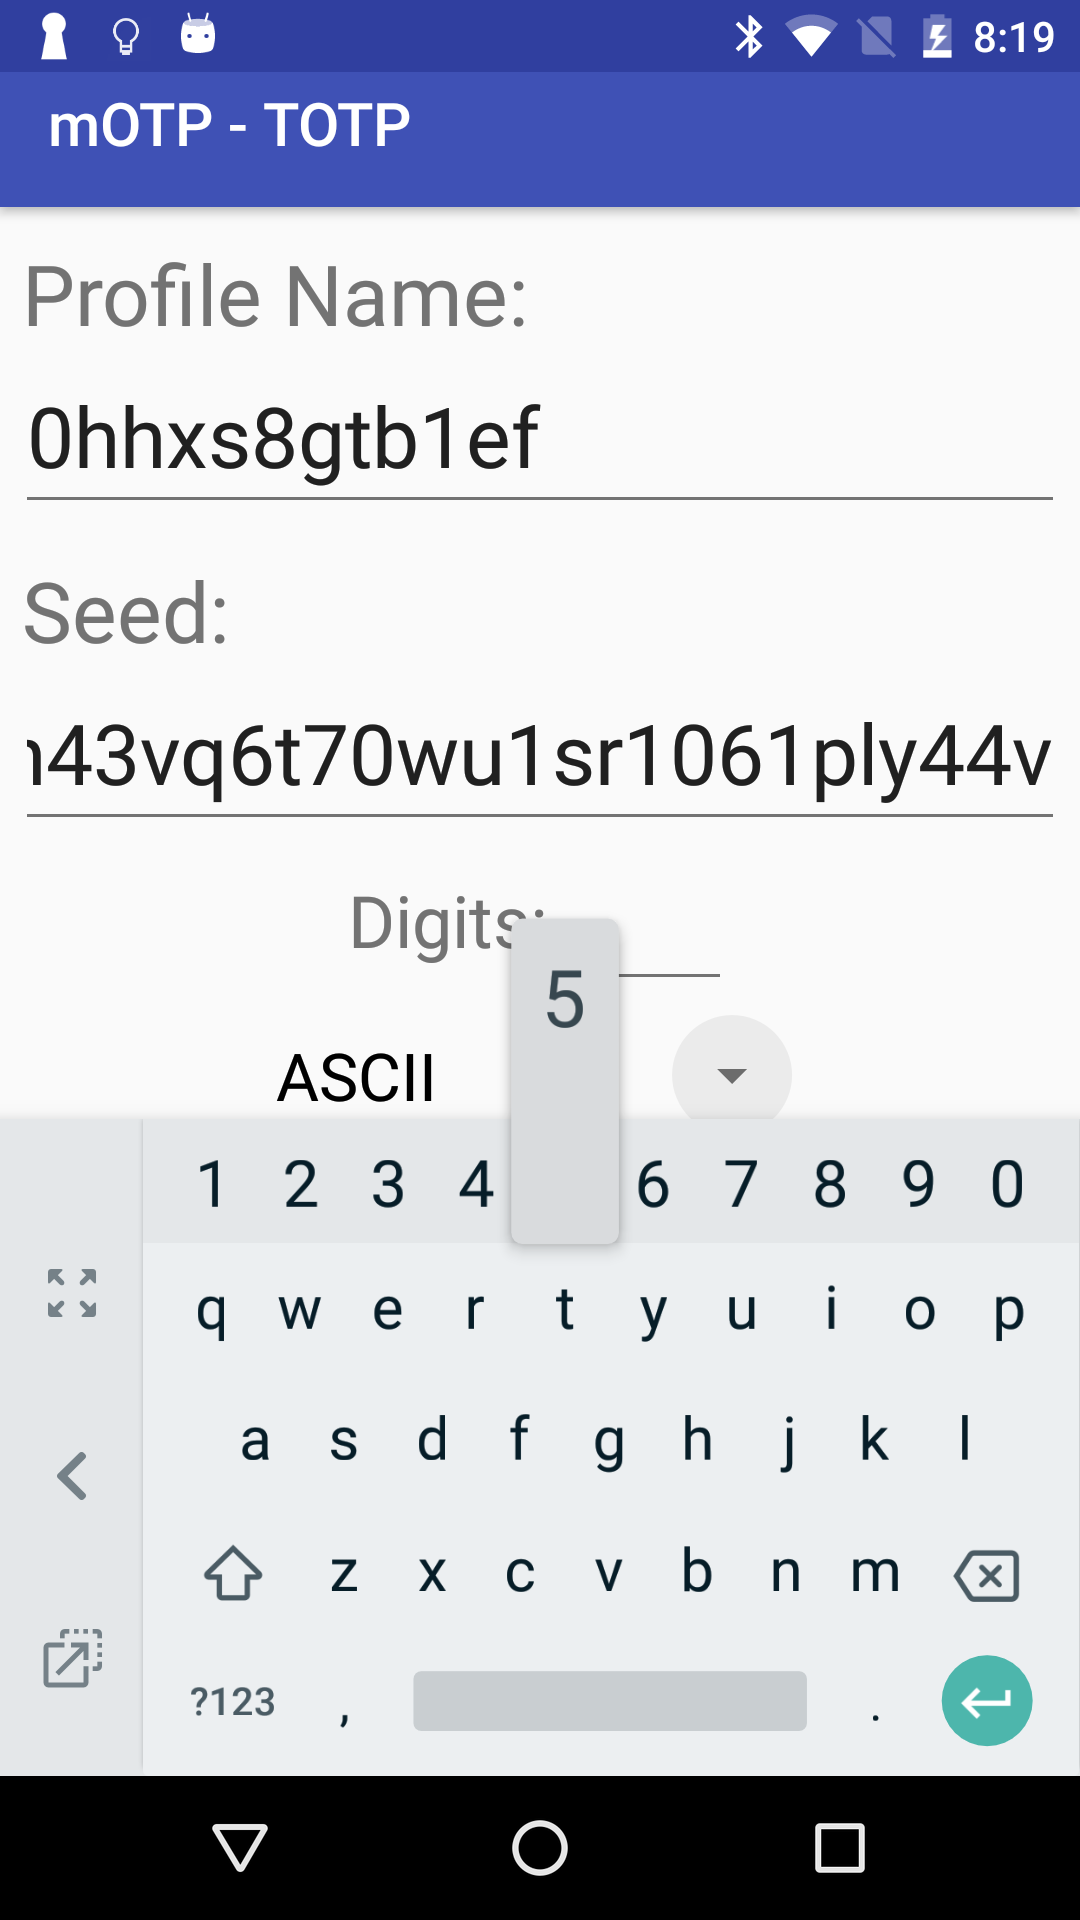 8:19
mOTP - TOTP
Profile Name:
0hhxs8gtb1ef
Seed:
43vq6t70wu1sr1061ply44v
Digits:
5
ASCII
1 2 3 4 6 7 8 9 0
q w e r t y u i o p
a s d f g h j k l
z x c v b n m
?123 , .